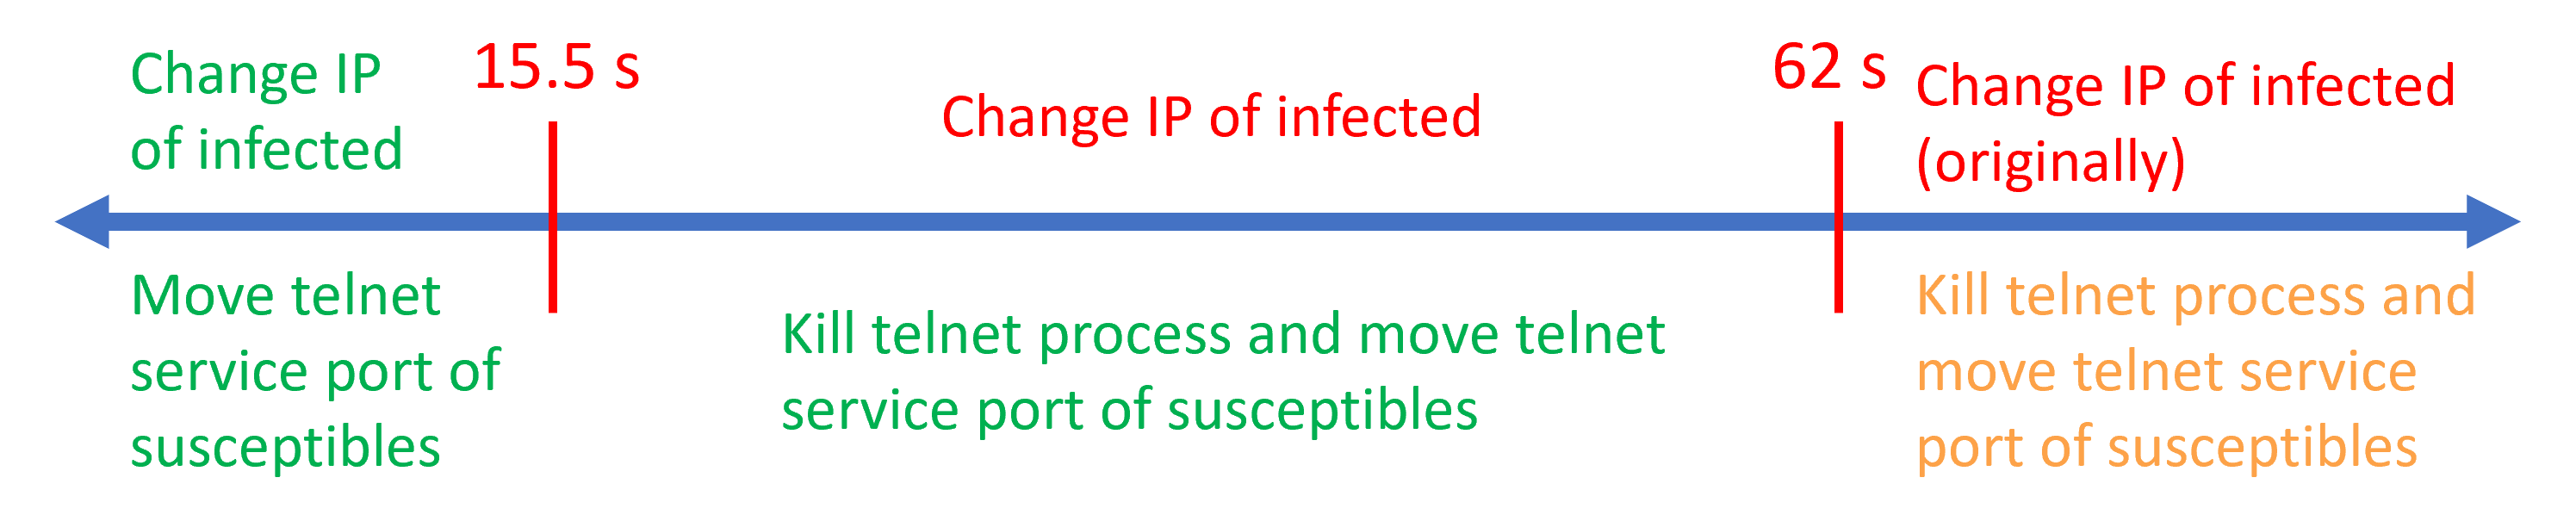 Change IP
of infected
15.5 s
Change IP of infected
62 s
Change IP of infected
(originally)
Move telnet
service port of
susceptibles
Kill telnet process and move telnet
service port of susceptibles
Kill telnet process and
move telnet service
port of susceptibles